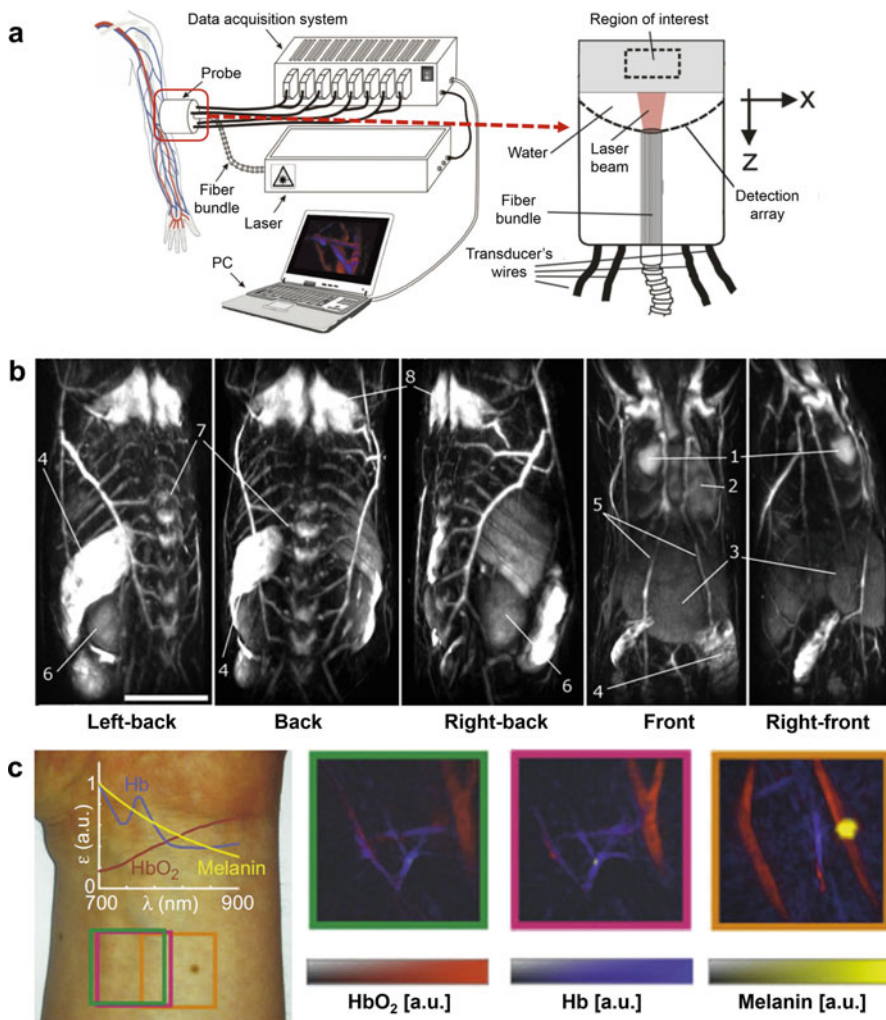 a
Data acquisition system
Probe
Fiber
bundle
Laser
PC
Region of interest
X
Z
Water
Laser
beam
Fiber
bundle
Detection
array
Transducer's
wires
b
8
7
4
1
2
5
3
6
4
6
4
Left-back
Back
Right-back
Front
Right-front
c
1
Hb
ε (a.u.)
HbO₂
Melanin
0
700
λ (nm)
900
HbO₂ [a.u.]
Hb [a.u.]
Melanin [a.u.]